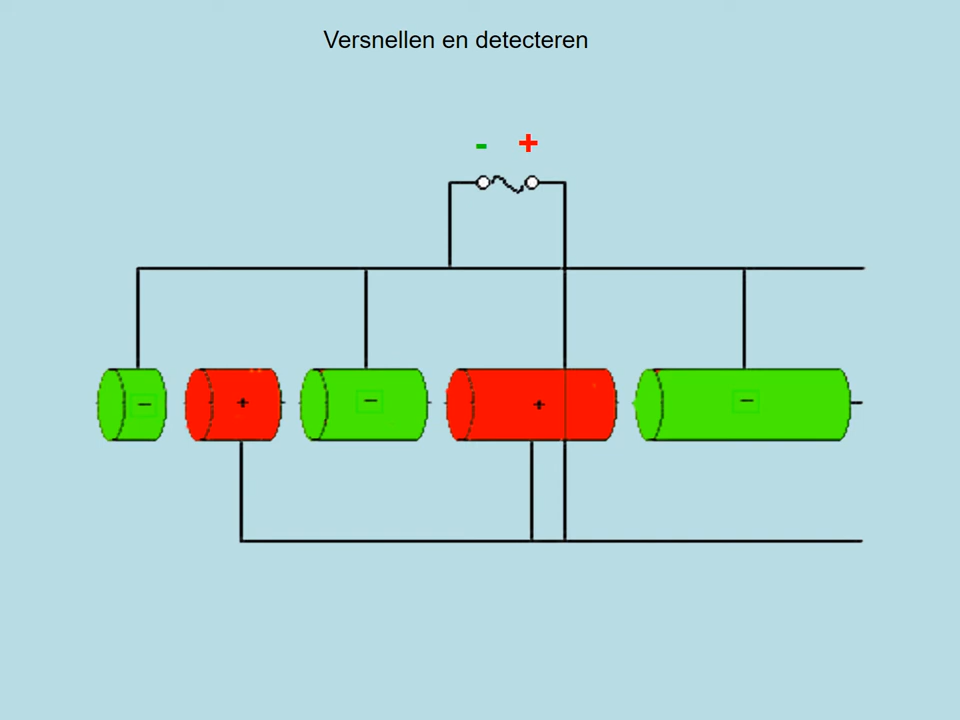 Versnellen en detecteren
- +
- + - + -